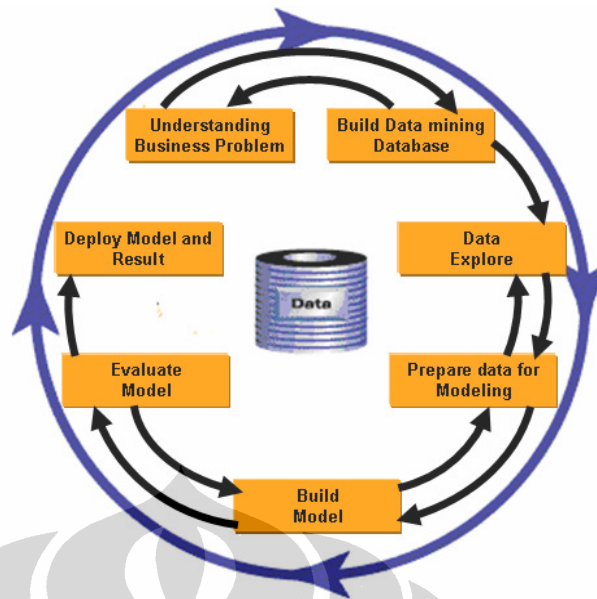 Understanding
Business Problem
Build Data mining
Database
Deploy Model and
Result
Data
Explore
Data
Evaluate
Model
Prepare data for
Modeling
Build
Model